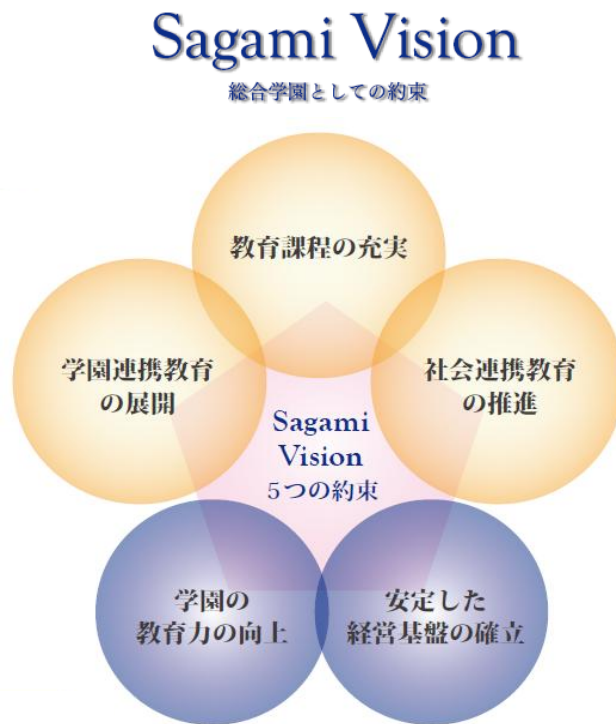 Sagami Vision
総合学園としての約束
教育課程の充実
学園連携教育
の展開
社会連携教育
の推進
Sagami
Vision
5つの約束
学園の
教育力の向上
安定した
経営基盤の確立